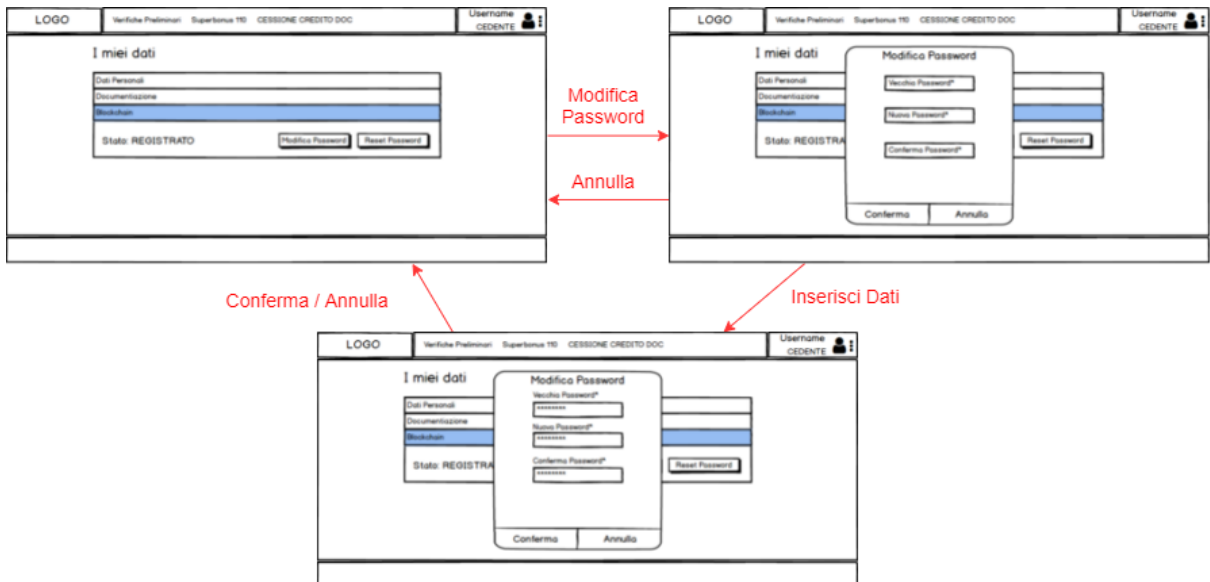 LOGO
Verifiche Preliminari Superbonus 110 CESSIONE CREDITO DOC
Username
CEDENTE
I miei dati
Dati Personali
Documentiazione
Blockchain
Stato: REGISTRATO
Modifica Password
Reset Password
Modifica
Password
Annulla
LOGO
Verifiche Preliminari Superbonus 110 CESSIONE CREDITO DOC
Username
CEDENTE
I miei dati
Dati Personali
Documentiazione
Blockchain
Stato: REGISTRA
Reset Password
Modifica Password
Vecchia Password*
Nuova Password*
Conferma Password*
Conferma
Annulla
Conferma / Annulla
Inserisci Dati
LOGO
Verifiche Preliminari Superbonus 110 CESSIONE CREDITO DOC
Username
CEDENTE
I miei dati
Dati Personali
Documentiazione
Blockchain
Stato: REGISTRA
Reset Password
Modifica Password
Vecchia Password*
********
Nuova Password*
********
Conferma Password*
********
Conferma
Annulla